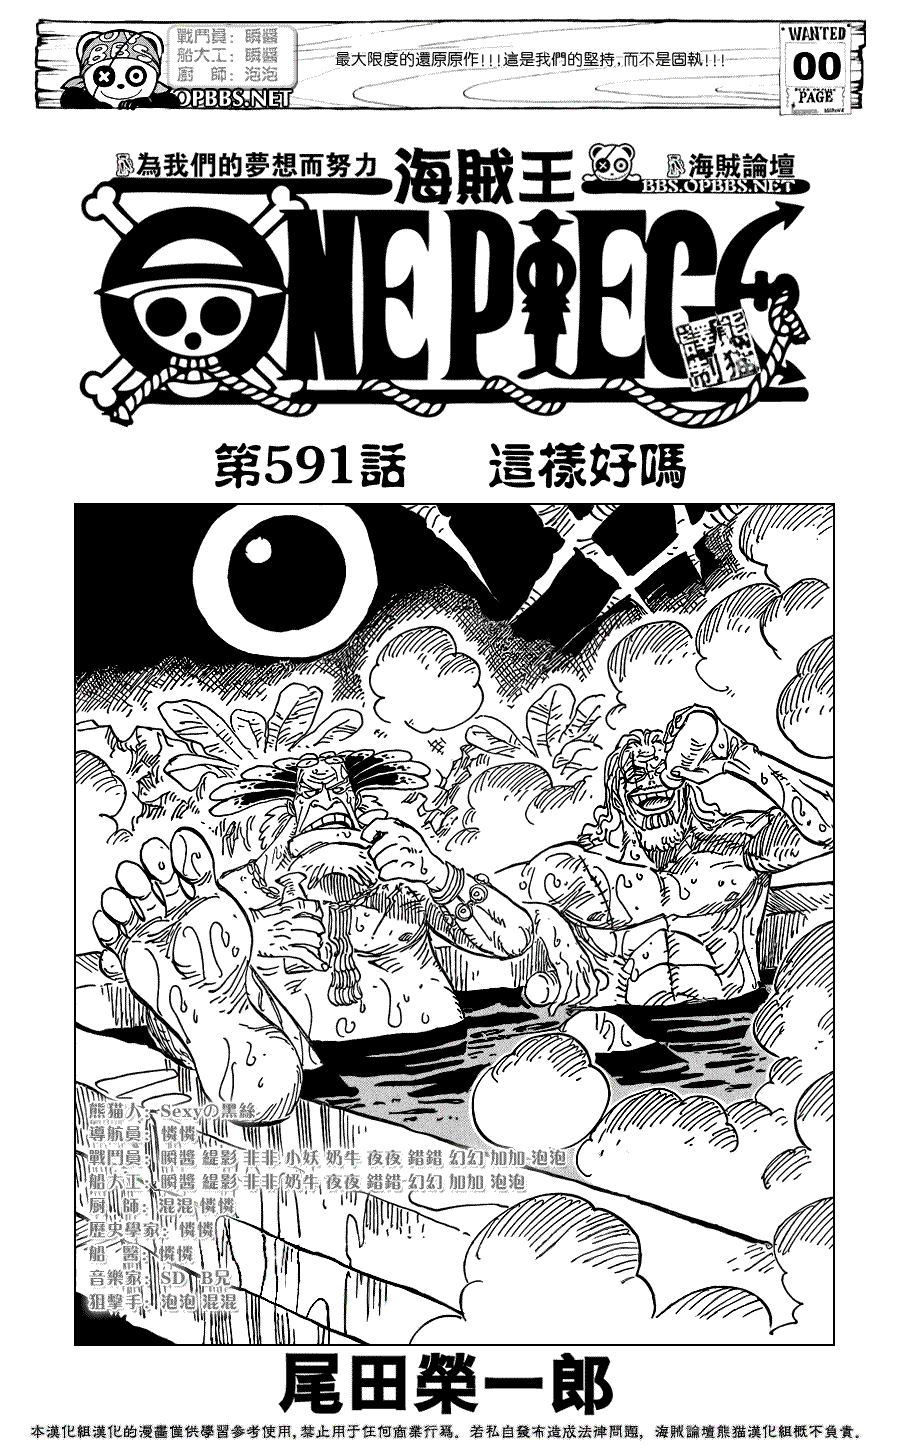 戰鬥員：瞬醬
船大工：瞬醬
廚　師：泡泡
OPBBS.NET
最大限度的還原原作!!!這是我們的堅持,而不是固執!!!
WANTED
00
PAGE
為我們的夢想而努力
海賊王
海賊論壇
BBS.OPBBS.NET
ONE PIECE
熊猫譯制
第591話　這樣好嗎
熊猫人：Sexyの黑絲
導航員：憐憐
戰鬥員：瞬醬 緹影 非非 小妖 奶牛 夜夜 錯錯 幻幻 加加 泡泡
船大工：瞬醬 緹影 非非 奶牛 夜夜 錯錯 幻幻 加加 泡泡
廚　師：混混 憐憐
歷史學家：憐憐
船　醫：憐憐
音樂家：SD B兄
狙擊手：泡泡 混混
尾田榮一郎
本漢化組漢化的漫畫僅供學習參考使用,禁止用于任何商業行爲。若私自發布造成法律問題，海賊論壇熊猫漢化組概不負責。